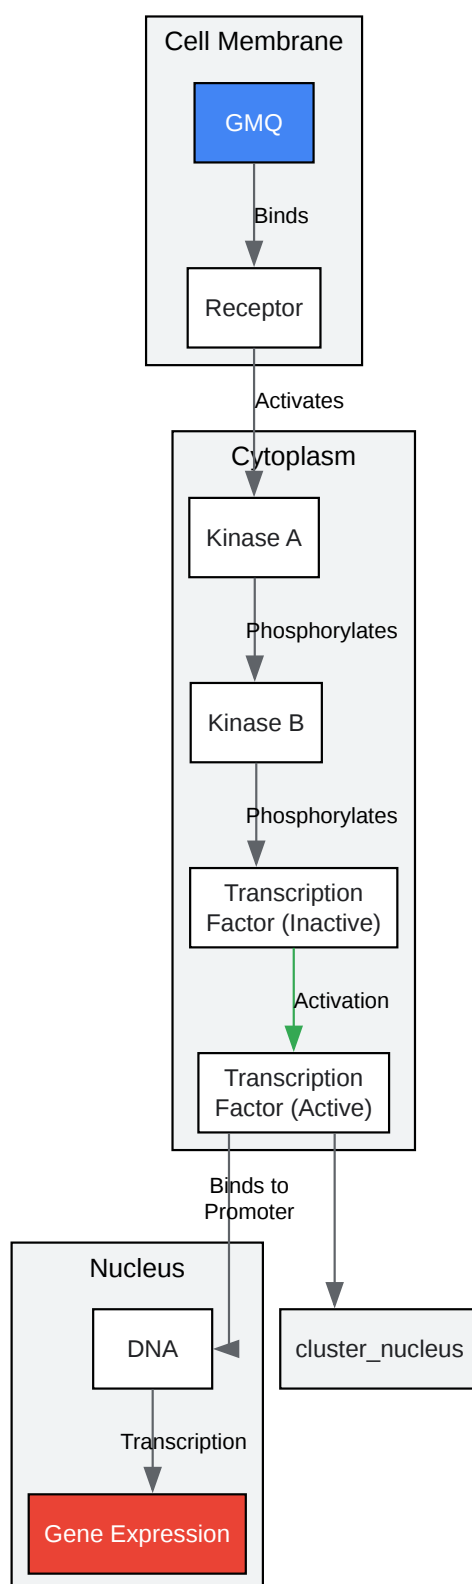 Cell Membrane
GMQ
Binds
Receptor
Activates
Cytoplasm
Kinase A
Phosphorylates
Kinase B
Phosphorylates
Transcription
Factor (Inactive)
Activation
Transcription
Factor (Active)
Binds to
Promoter
Nucleus
DNA
cluster_nucleus
Transcription
Gene Expression